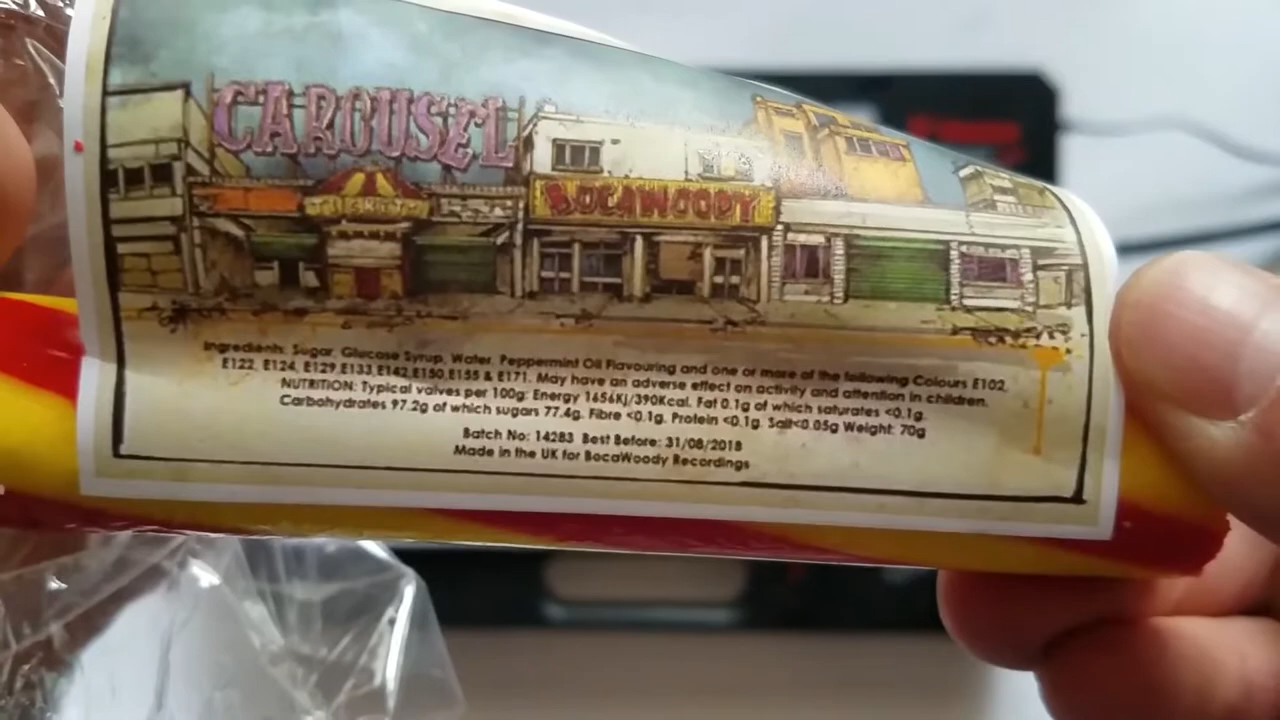 CAROUSEL
BOCAWOODY
Ingredients: Sugar, Glucose Syrup, Water, Peppermint Oil Flavouring and one or more of the following Colours E102,
E122, E124, E129,E133,E142,E150,E155 & E171. May have an adverse effect on activity and attention in children.
NUTRITION: Typical valves per 100g: Energy 1656KJ/390Kcal. Fat 0.1g of which saturates <0.1g.
Carbohydrates 97.2g of which sugars 77.4g. Fibre <0.1g. Protein <0.1g. Salt<0.05g Weight: 70g
Batch No: 14283 Best Before: 31/08/2018
Made in the UK for BocaWoody Recordings